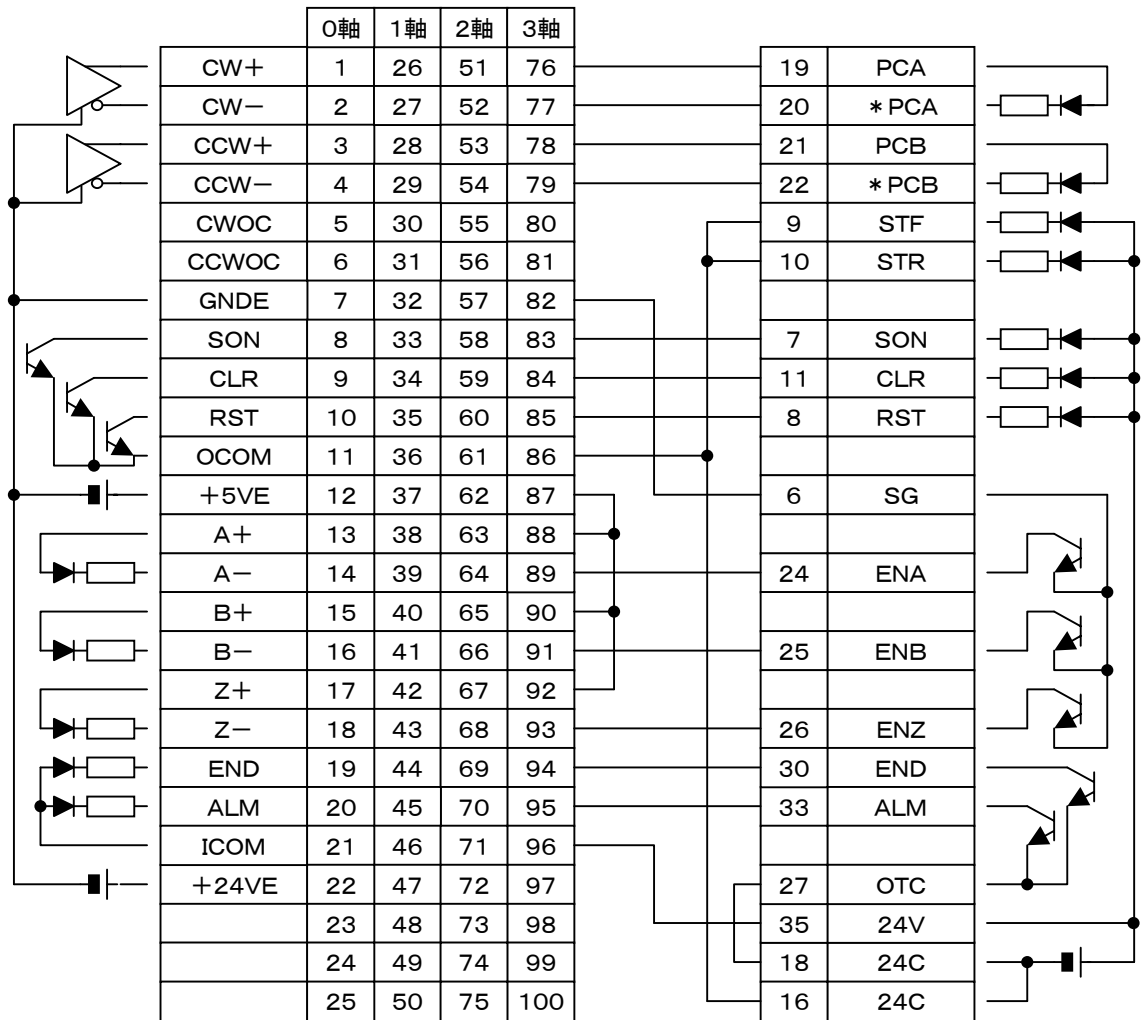 0軸 1軸 2軸 3軸
CW+ 1 26 51 76 19 PCA
CW− 2 27 52 77 20 *PCA
CCW+ 3 28 53 78 21 PCB
CCW− 4 29 54 79 22 *PCB
CWOC 5 30 55 80 9 STF
CCWOC 6 31 56 81 10 STR
GNDE 7 32 57 82
SON 8 33 58 83 7 SON
CLR 9 34 59 84 11 CLR
RST 10 35 60 85 8 RST
OCOM 11 36 61 86
+5VE 12 37 62 87 6 SG
A+ 13 38 63 88
A− 14 39 64 89 24 ENA
B+ 15 40 65 90
B− 16 41 66 91 25 ENB
Z+ 17 42 67 92
Z− 18 43 68 93 26 ENZ
END 19 44 69 94 30 END
ALM 20 45 70 95 33 ALM
ICOM 21 46 71 96
+24VE 22 47 72 97 27 OTC
23 48 73 98 35 24V
24 49 74 99 18 24C
25 50 75 100 16 24C